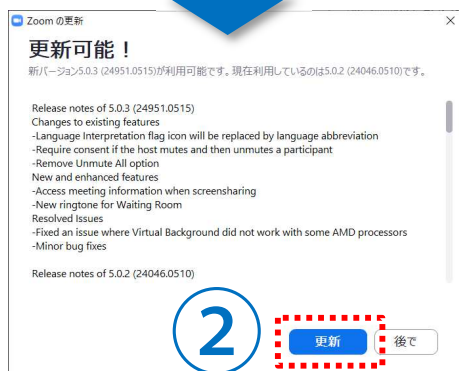 Zoom の更新
更新可能！
新バージョン5.0.3 (24951.0515)が利用可能です。現在利用しているのは5.0.2 (24046.0510)です。
Release notes of 5.0.3 (24951.0515)
Changes to existing features
-Language Interpretation flag icon will be replaced by language abbreviation
-Require consent if the host mutes and then unmutes a participant
-Remove Unmute All option
New and enhanced features
-Access meeting information when screensharing
-New ringtone for Waiting Room
Resolved Issues
-Fixed an issue where Virtual Background did not work with some AMD processors
-Minor bug fixes
Release notes of 5.0.2 (24046.0510)
2
更新
後で